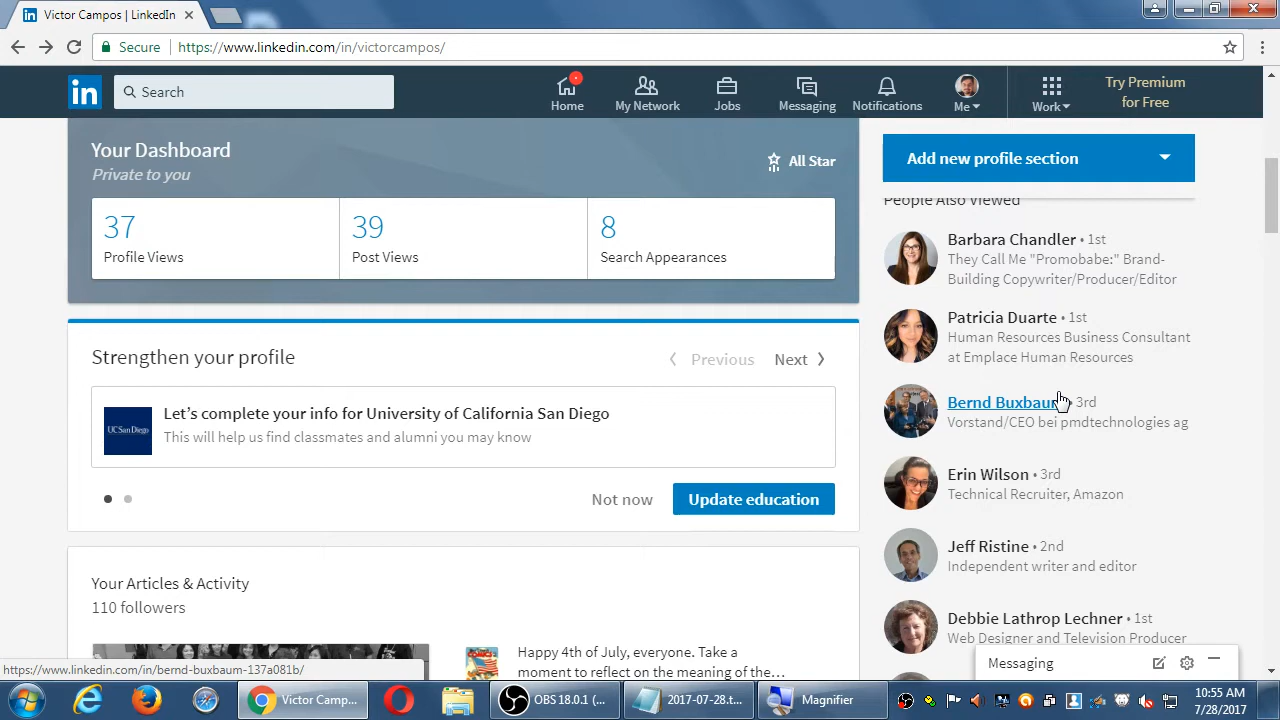 Victor Campos | LinkedIn
Secure
https://www.linkedin.com/in/victorcampos/
in
Search
Home
My Network
Jobs
Messaging
Notifications
Me
Work
Try Premium
for Free
Your Dashboard
Private to you
All Star
37
Profile Views
39
Post Views
8
Search Appearances
Strengthen your profile
Previous
Next
UC San Diego
Let's complete your info for University of California San Diego
This will help us find classmates and alumni you may know
Not now
Update education
Your Articles & Activity
110 followers
Happy 4th of July, everyone. Take a
moment to reflect on the meaning of the...
Add new profile section
People Also Viewed
Barbara Chandler • 1st
They Call Me "Promobabe:" Brand-
Building Copywriter/Producer/Editor
Patricia Duarte • 1st
Human Resources Business Consultant
at Emplace Human Resources
Bernd Buxbaum • 3rd
Vorstand/CEO bei pmdtechnologies ag
Erin Wilson • 3rd
Technical Recruiter, Amazon
Jeff Ristine • 2nd
Independent writer and editor
Debbie Lathrop Lechner • 1st
Web Designer and Television Producer
Messaging
https://www.linkedin.com/in/bernd-buxbaum-137a081b/
Victor Camp...
OBS 18.0.1 (...
2017-07-28.t...
Magnifier
10:55 AM
7/28/2017